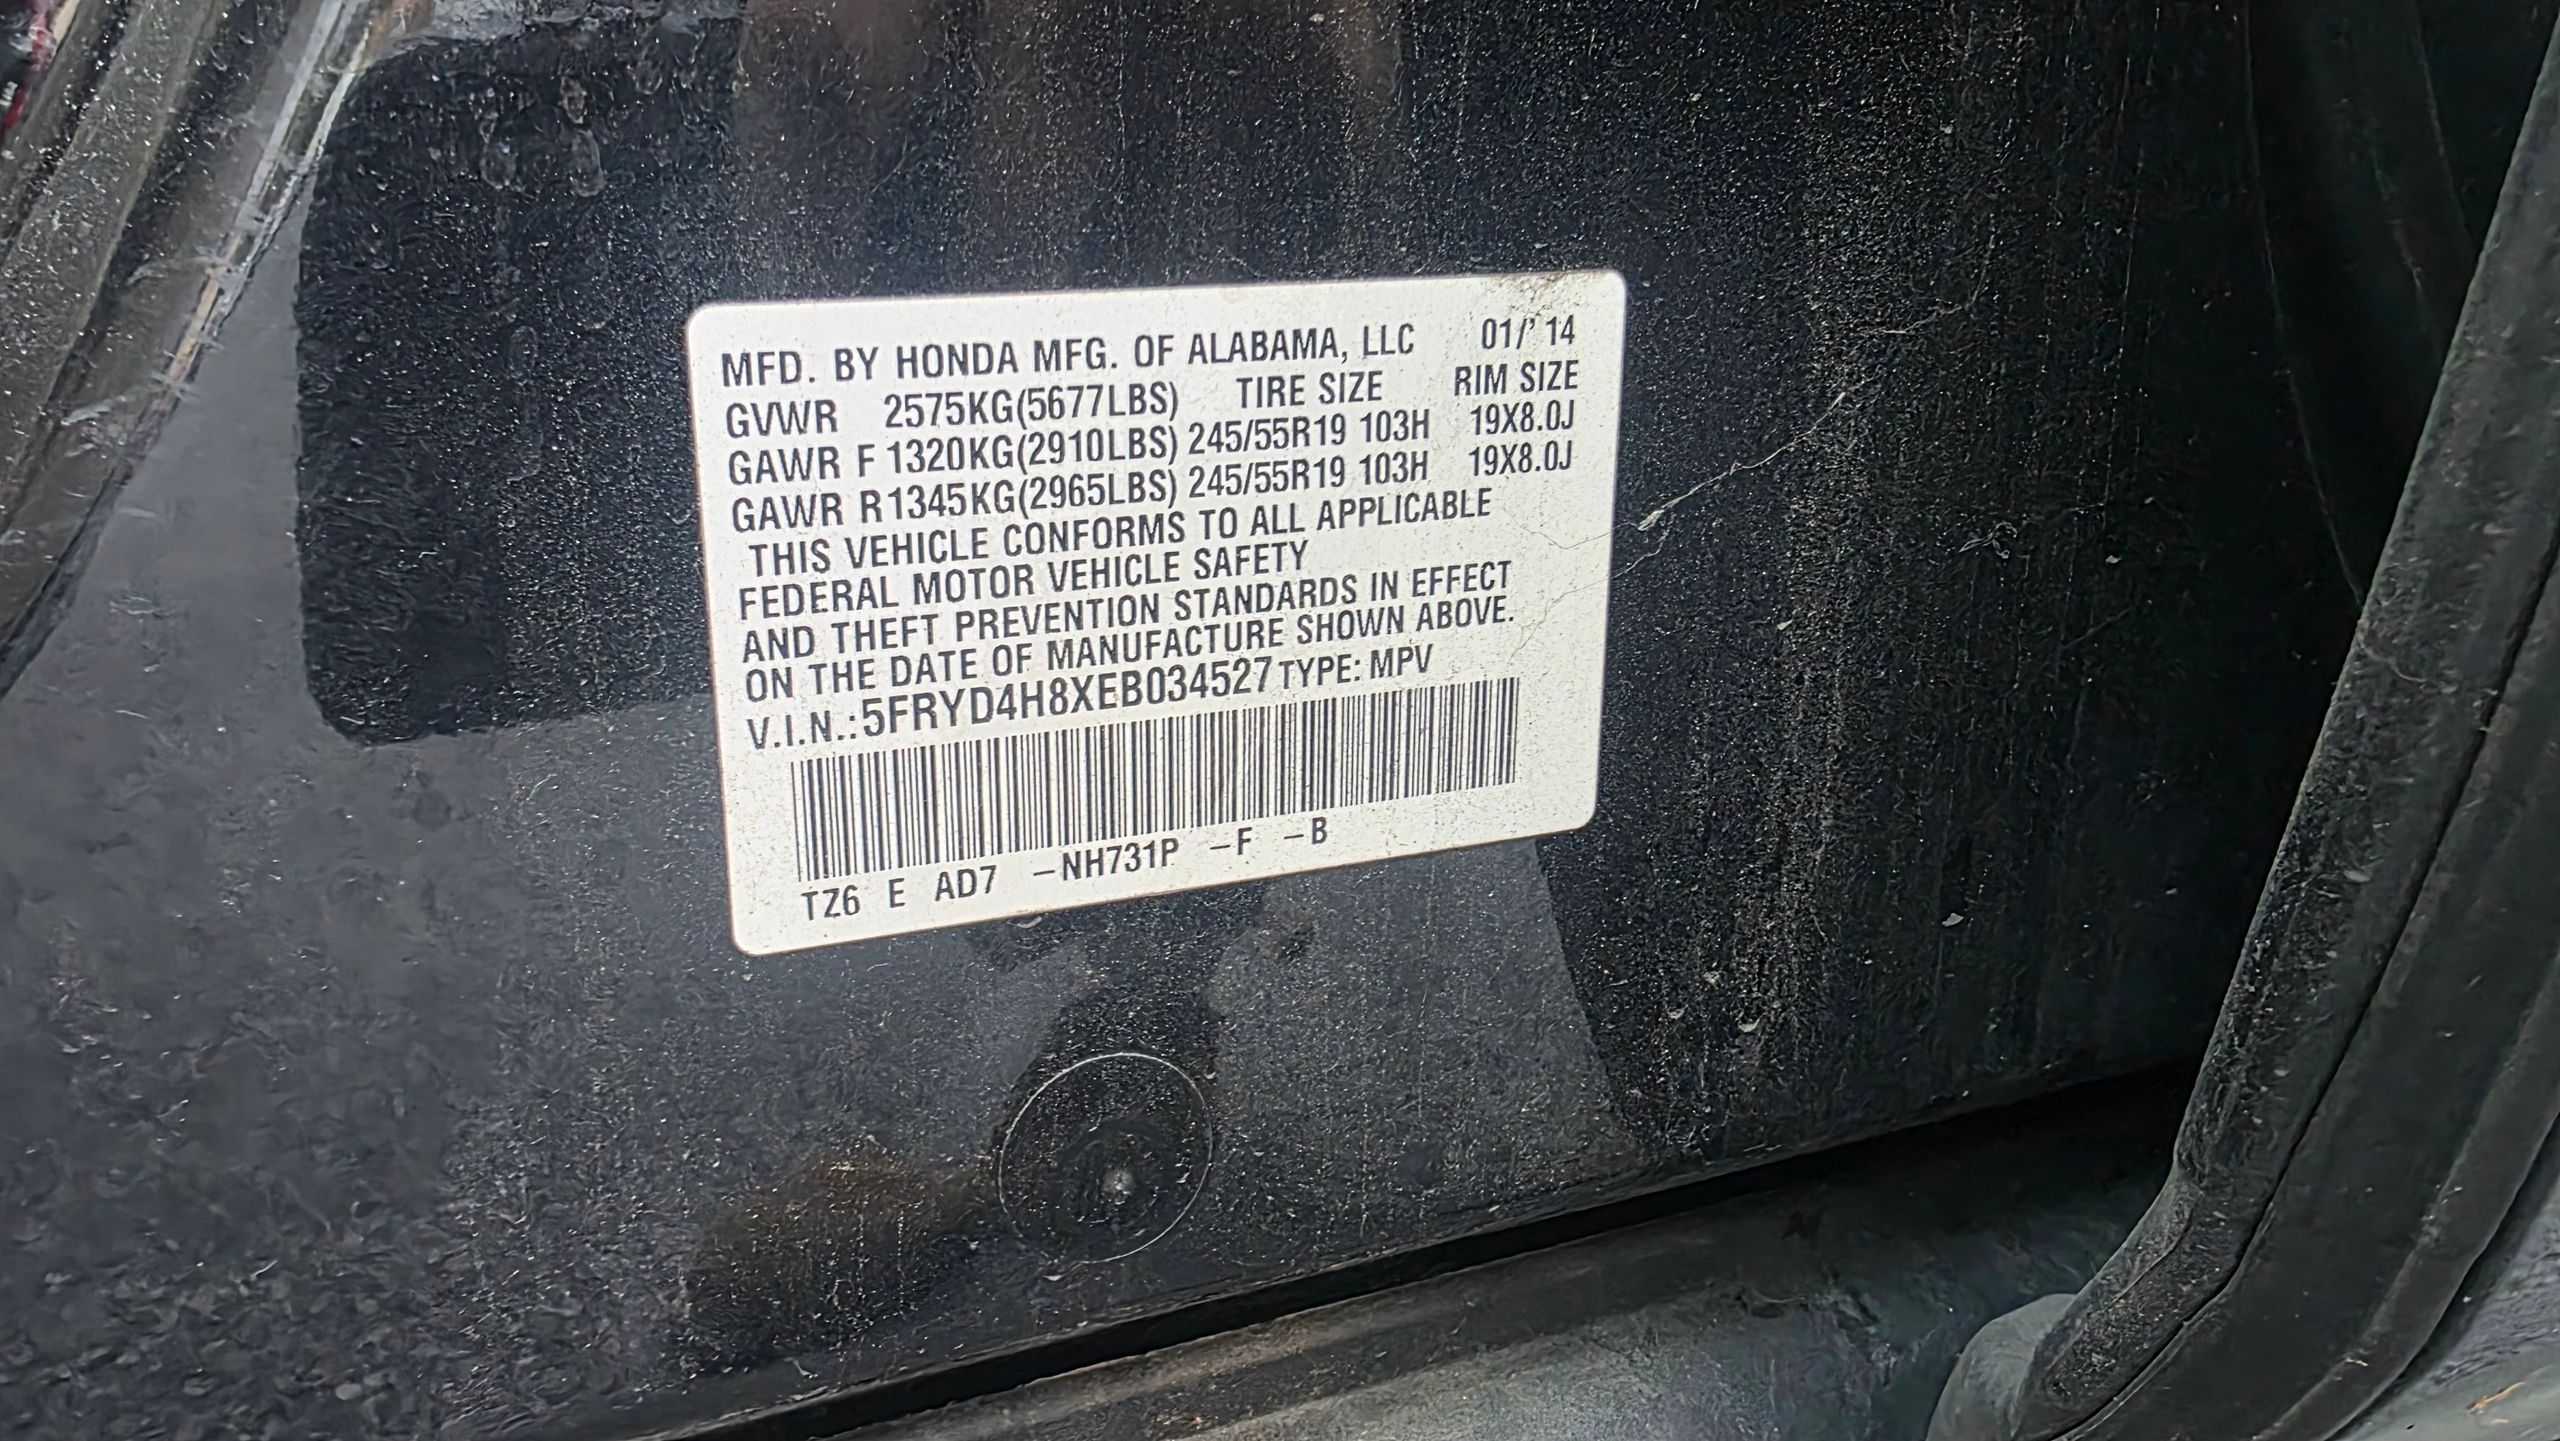 MFD. BY HONDA MFG. OF ALABAMA, LLC 01/' 14
GVWR 2575KG(5677LBS) TIRE SIZE RIM SIZE
GAWR F 1320KG(2910LBS) 245/55R19 103H 19X8.0J
GAWR R 1345KG(2965LBS) 245/55R19 103H 19X8.0J
THIS VEHICLE CONFORMS TO ALL APPLICABLE
FEDERAL MOTOR VEHICLE SAFETY
AND THEFT PREVENTION STANDARDS IN EFFECT
ON THE DATE OF MANUFACTURE SHOWN ABOVE.
V.I.N.:5FRYD4H8XEB034527 TYPE: MPV
TZ6 E AD7 -NH731P -F -B